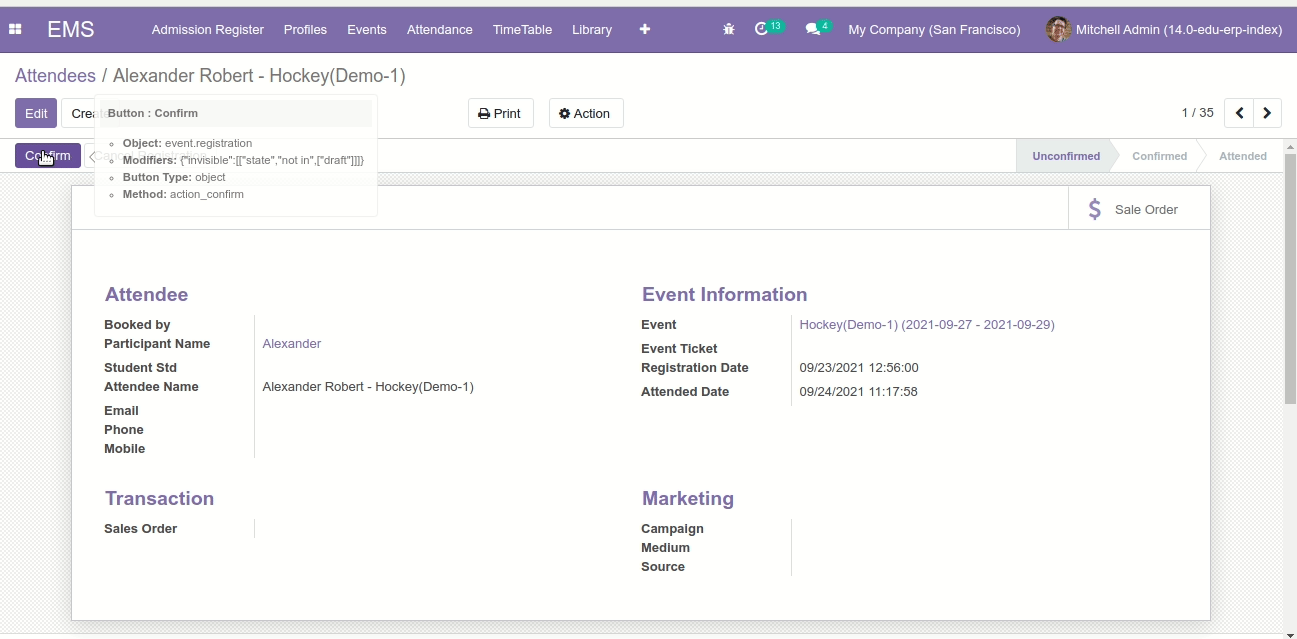 EMS Admission Register Profiles Events Attendance TimeTable Library 13 4 My Company (San Francisco) Mitchell Admin (14.0-edu-erp-index)
Attendees / Alexander Robert - Hockey(Demo-1)
Edit Print Action 1 / 35
Button : Confirm
Object: event.registration
Modifiers: {"invisible":[["state","not in",["draft"]]]}
Button Type: object
Method: action_confirm
Confirm Unconfirmed Confirmed Attended
$ Sale Order
Attendee
Booked by
Participant Name Alexander
Student Std
Attendee Name Alexander Robert - Hockey(Demo-1)
Email
Phone
Mobile
Event Information
Event Hockey(Demo-1) (2021-09-27 - 2021-09-29)
Event Ticket
Registration Date 09/23/2021 12:56:00
Attended Date 09/24/2021 11:17:58
Transaction
Sales Order
Marketing
Campaign
Medium
Source